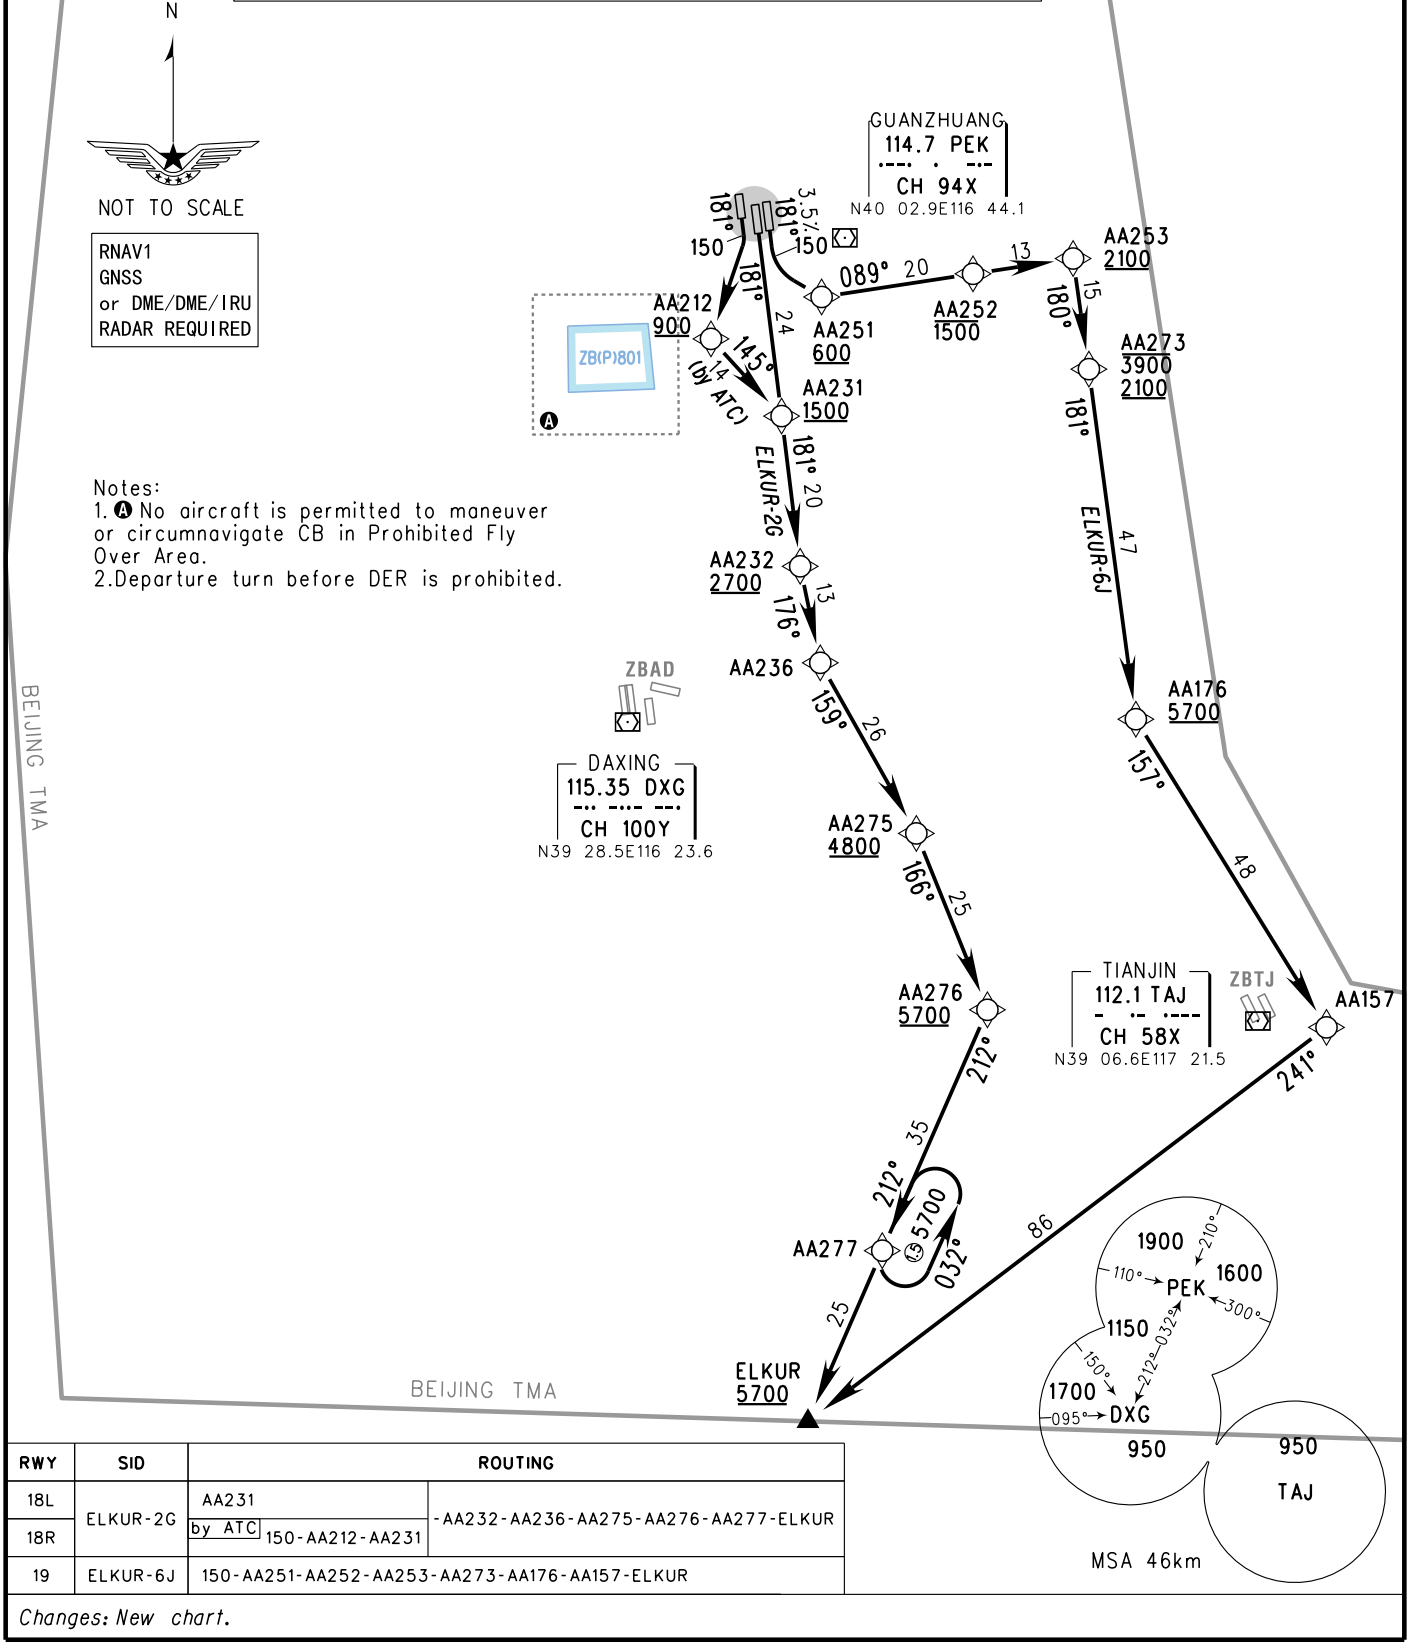 N
NOT TO SCALE
RNAV1
GNSS
or DME/DME/IRU
RADAR REQUIRED
GUANZHUANG
114.7 PEK
CH 94X
N40 02.9E116 44.1
181°
181°
3.5%
150
150
181°
24
089°
20
13
AA253
2100
AA252
1500
AA251
600
AA212
900
145°
14
(by ATC)
ZB(P)801
A
15
180°
AA273
3900
2100
AA231
1500
181°
20
ELKUR-2G
181°
47
ELKUR-6J
Notes:
1. A No aircraft is permitted to maneuver
or circumnavigate CB in Prohibited Fly
Over Area.
2.Departure turn before DER is prohibited.
AA232
2700
13
176°
AA236
159°
26
ZBAD
DAXING
115.35 DXG
CH 100Y
N39 28.5E116 23.6
BEIJING TMA
AA176
5700
157°
48
AA275
4800
166°
25
AA276
5700
212°
35
212°
TIANJIN
112.1 TAJ
CH 58X
N39 06.6E117 21.5
ZBTJ
AA157
241°
86
AA277
1.5
5700
032°
25
ELKUR
5700
BEIJING TMA
1900
210°
110°
PEK
1600
300°
1150
032°
212°
150°
1700
095°
DXG
950
950
TAJ
MSA 46km
RWY SID ROUTING
18L ELKUR-2G AA231 -AA232-AA236-AA275-AA276-AA277-ELKUR
18R by ATC 150-AA212-AA231
19 ELKUR-6J 150-AA251-AA252-AA253-AA273-AA176-AA157-ELKUR
Changes: New chart.